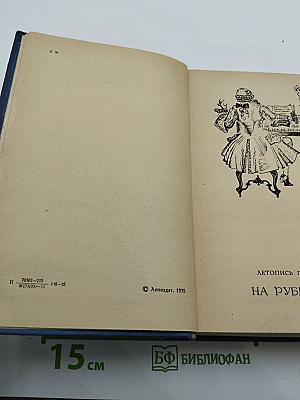 © Лениздат, 1975
ЛЕТОПИСЬ
НА РУБ
15 см
БФ БИБЛИОФАН